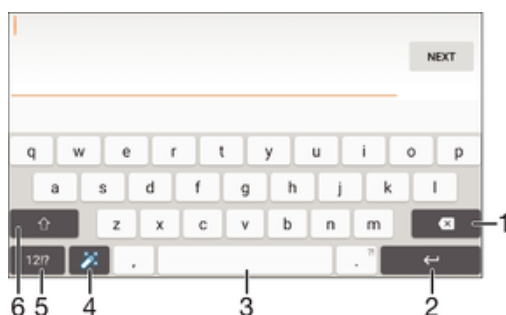 NEXT
q w e r t y u i o p
a s d f g h j k l
z x c v b n m 1
12!? , . ?!
6 5 4 3 2